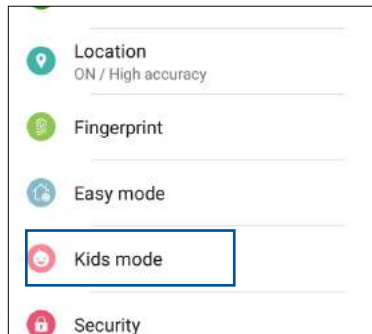 Location
ON / High accuracy
Fingerprint
Easy mode
Kids mode
Security